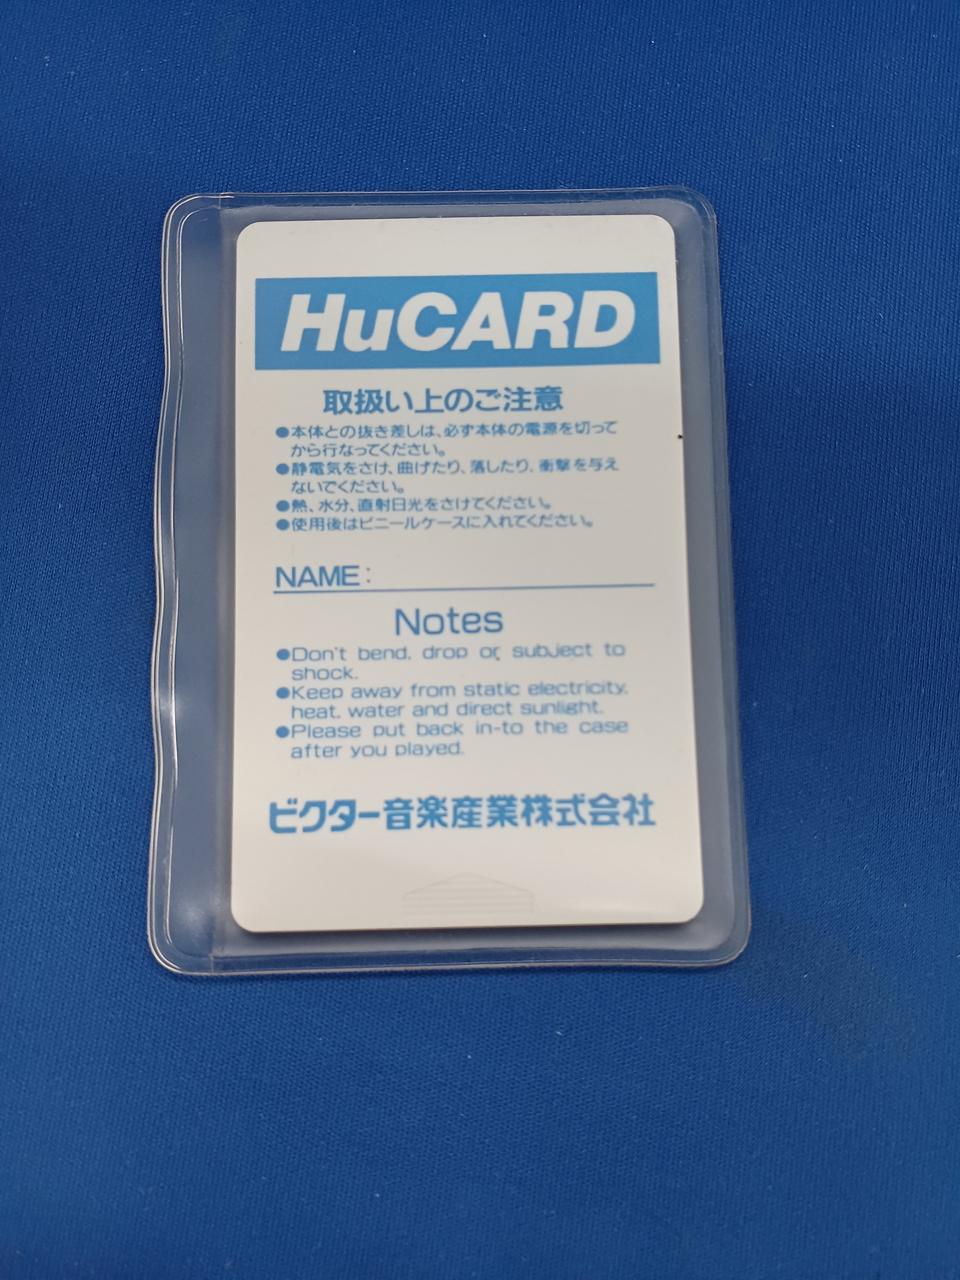 HuCARD
取扱い上のご注意
●本体との抜き差しは、必ず本体の電源を切って
から行なってください。
●静電気をさけ、曲げたり、落したり、衝撃を与え
ないでください。
●熱、水分、直射日光をさけてください。
●使用後はビニールケースに入れてください。
NAME:
Notes
●Don't bend, drop or subject to
shock.
●Keep away from static electricity,
heat, water and direct sunlight.
●Please put back in-to the case
after you played.
ビクター音楽産業株式会社